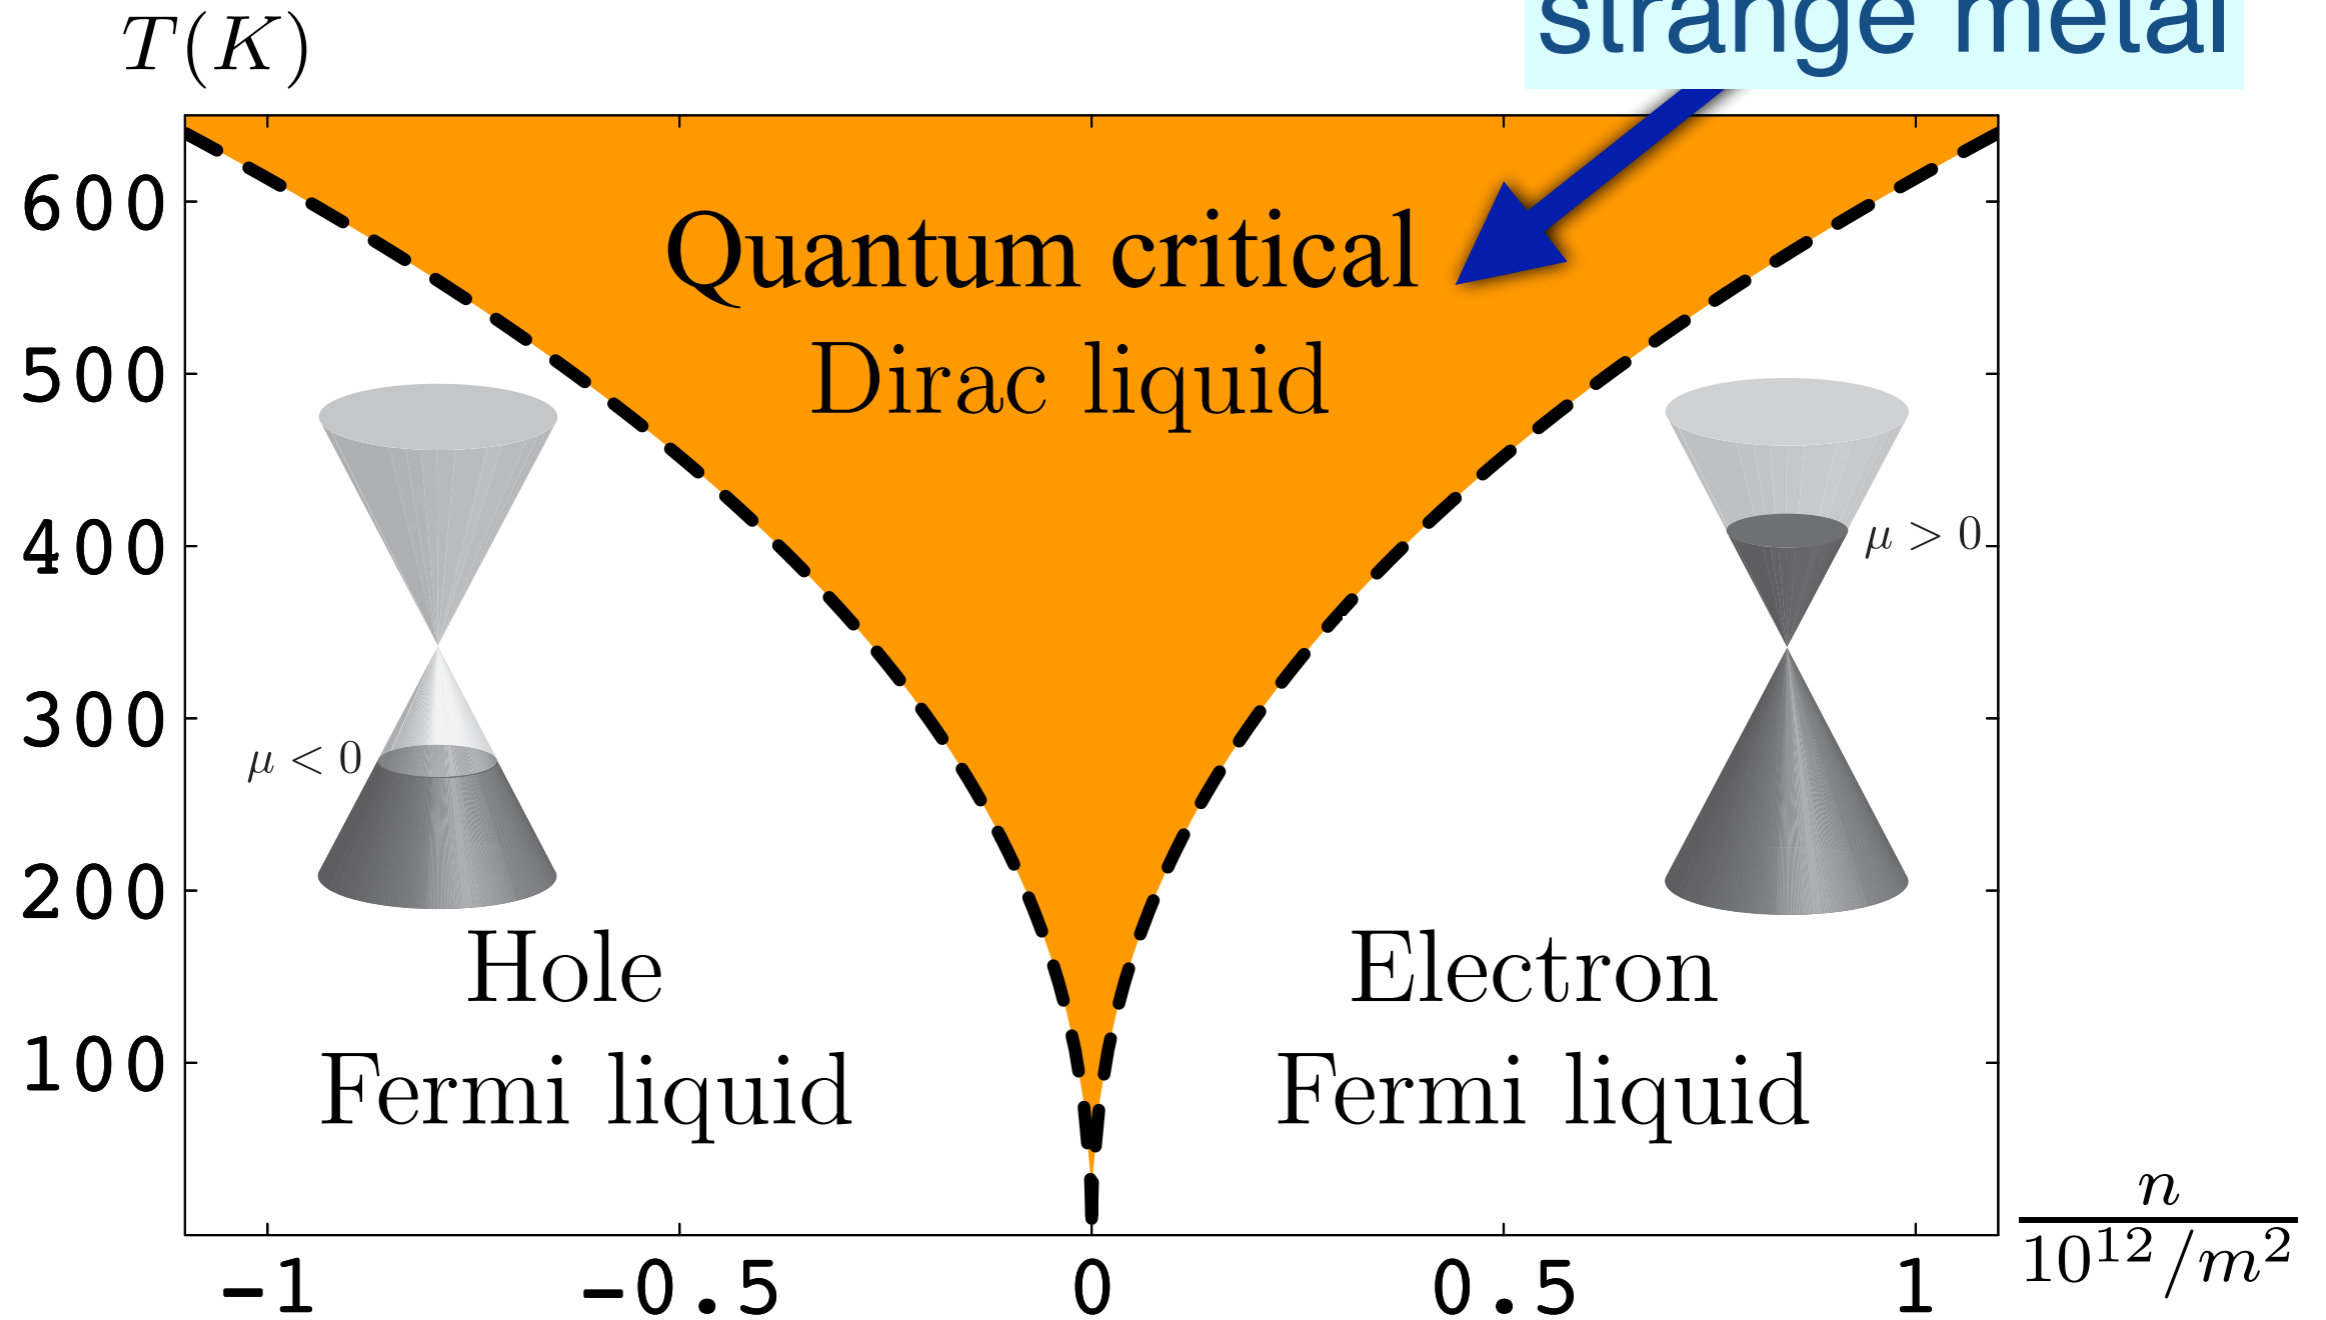 T(K)
strange metal
600
500
400
300
200
100
Quantum critical
Dirac liquid
μ > 0
μ < 0
Hole
Fermi liquid
Electron
Fermi liquid
−1
−0.5
0
0.5
1
n
10¹²/m²